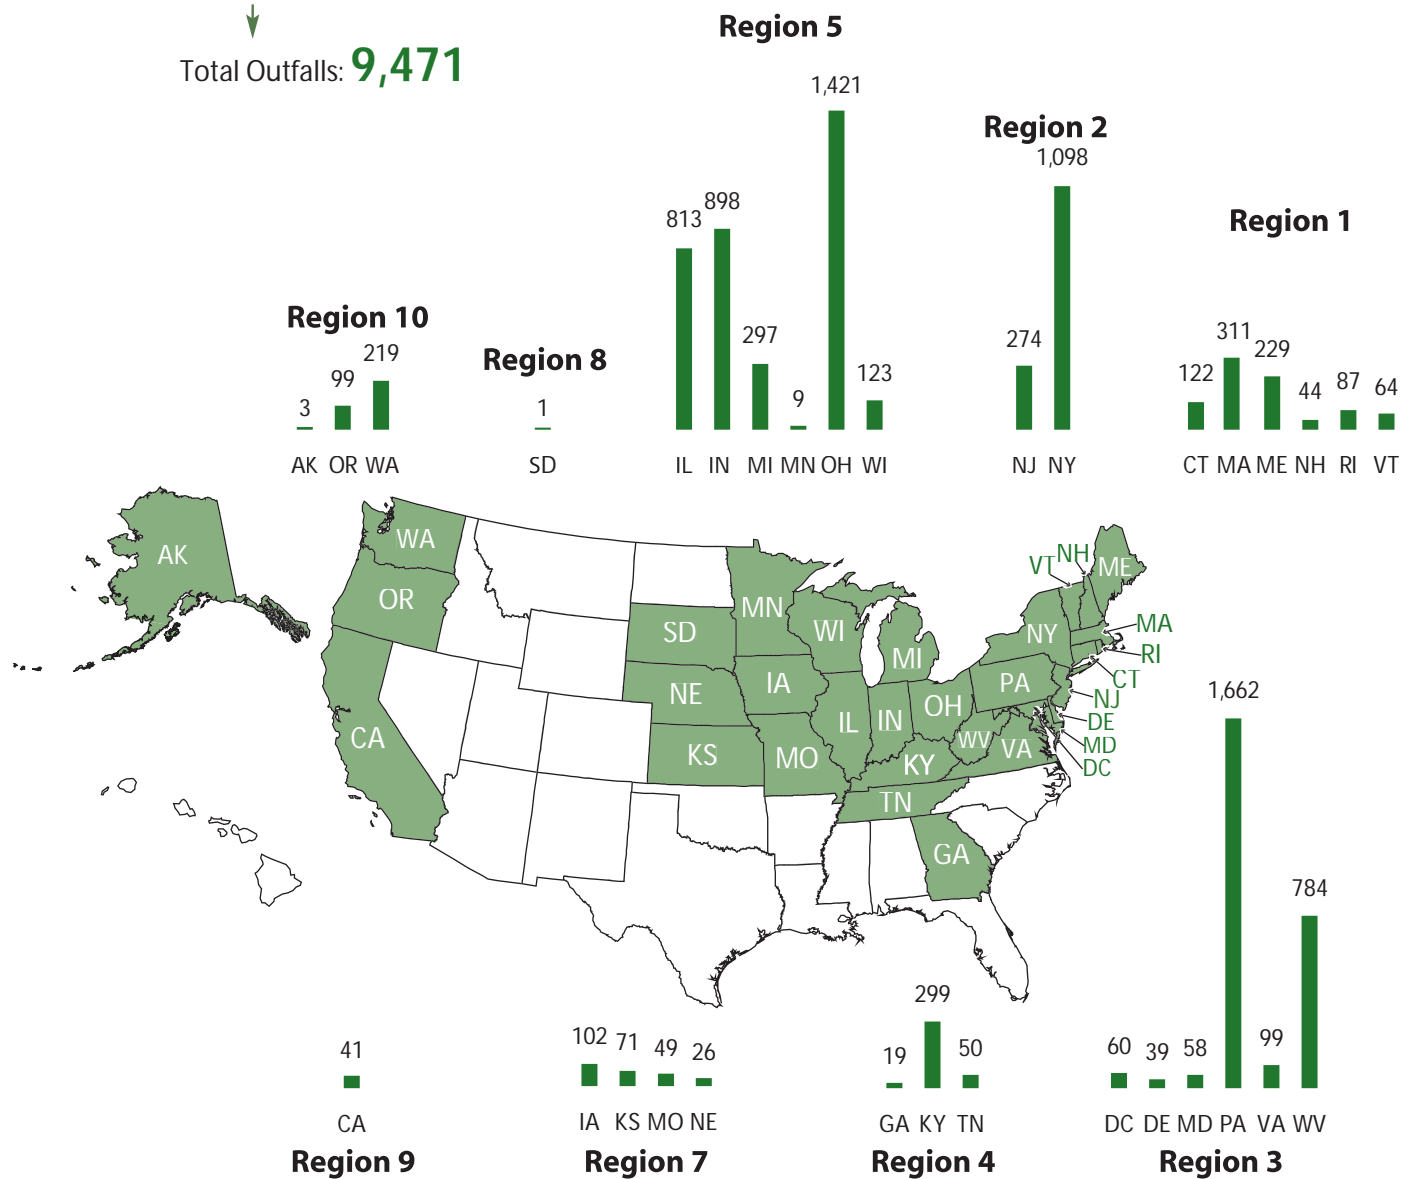 Total Outfalls: 9,471
Region 5
1,421
813
898
297
9
123
IL IN MI MN OH WI
Region 2
1,098
274
NJ NY
Region 1
122
311
229
44
87
64
CT MA ME NH RI VT
Region 10
3
99
219
AK OR WA
Region 8
1
SD
AK
WA
OR
CA
SD
NE
KS
MN
IA
MO
WI
IL
MI
IN
OH
KY
TN
GA
WV
VA
PA
NY
VT
NH
ME
MA
RI
CT
NJ
DE
MD
DC
41
CA
Region 9
102
71
49
26
IA KS MO NE
Region 7
19
299
50
GA KY TN
Region 4
60
39
58
1,662
99
784
DC DE MD PA VA WV
Region 3